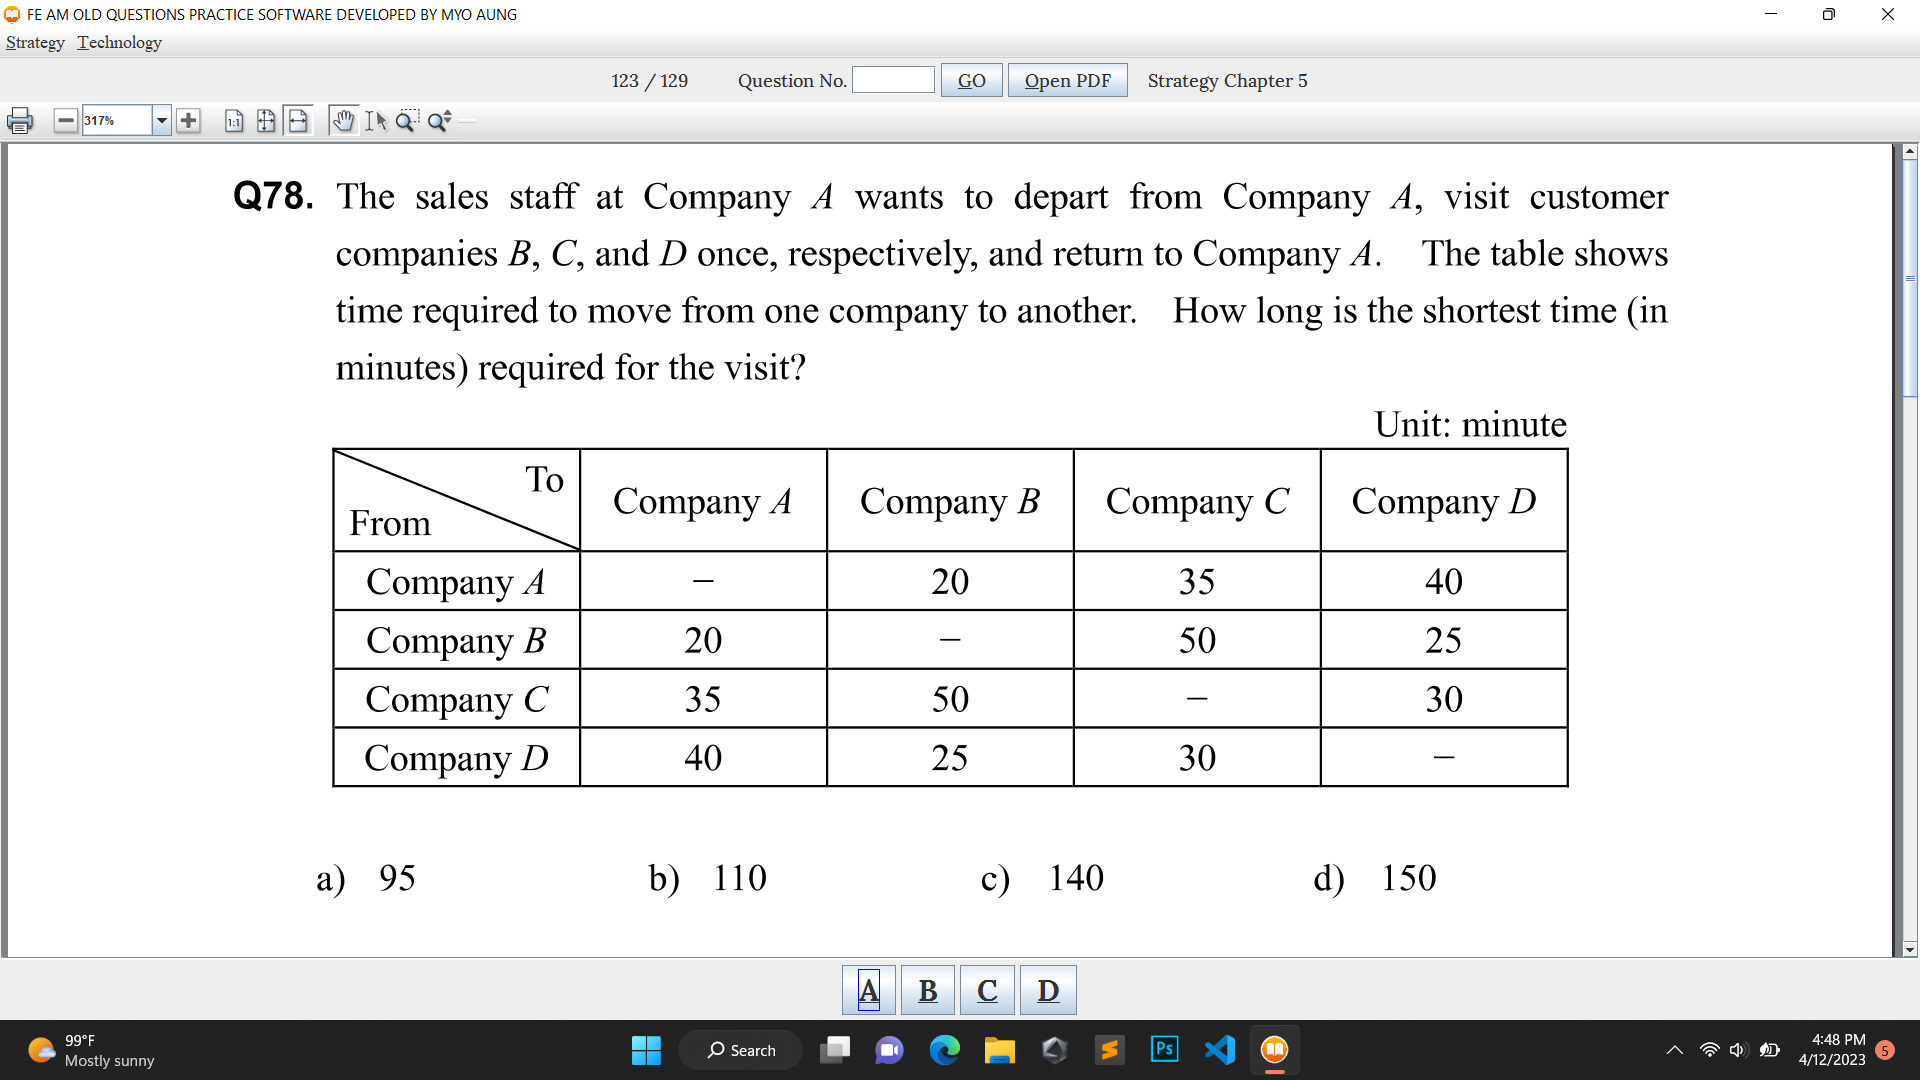 FE AM OLD QUESTIONS PRACTICE SOFTWARE DEVELOPED BY MYO AUNG
Strategy Technology
123 / 129 Question No. GO Open PDF Strategy Chapter 5
317% 1:1
Q78. The sales staff at Company A wants to depart from Company A, visit customer
companies B, C, and D once, respectively, and return to Company A. The table shows
time required to move from one company to another. How long is the shortest time (in
minutes) required for the visit?
Unit: minute
To
From Company A Company B Company C Company D
Company A – 20 35 40
Company B 20 – 50 25
Company C 35 50 – 30
Company D 40 25 30 –
a) 95 b) 110 c) 140 d) 150
A B C D
99°F
Mostly sunny
Search
Ps
4:48 PM
4/12/2023
5